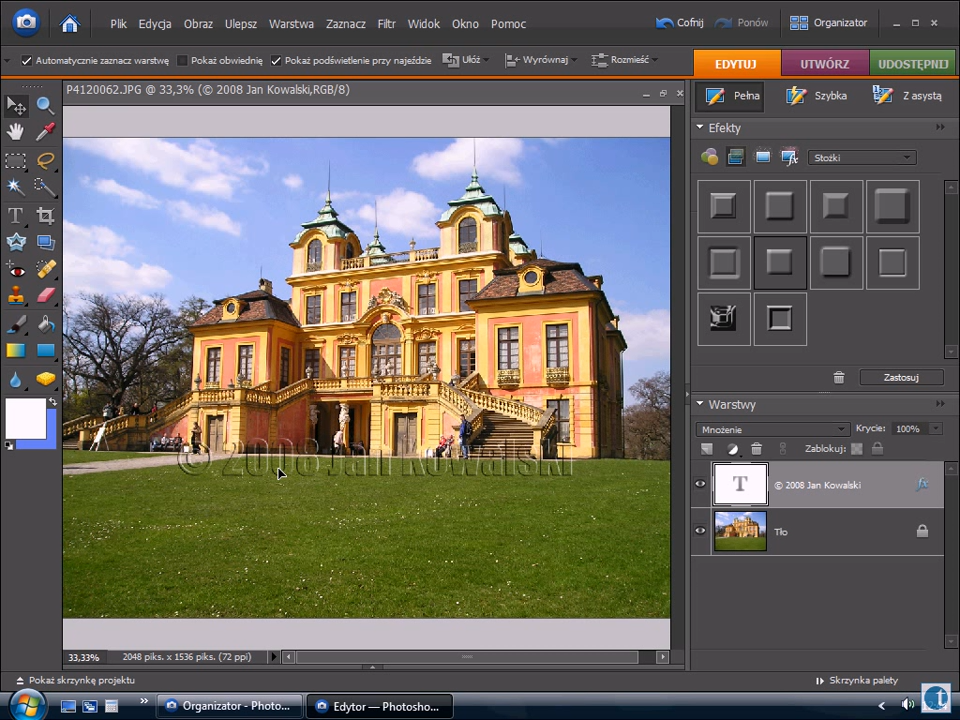 Plik Edycja Obraz Ulepsz Warstwa Zaznacz Filtr Widok Okno Pomoc Cofnij Ponów Organizator
Automatycznie zaznacz warstwę Pokaż obwiednię Pokaż podświetlenie przy najeździe Ułóż Wyrównaj Rozmieść EDYTUJ UTWÓRZ UDOSTĘPNIJ
P4120062.JPG @ 33,3% (© 2008 Jan Kowalski,RGB/8)
Pełna Szybka Z asystą
Efekty
Stożki
Zastosuj
Warstwy
Mnożenie Krycie: 100%
Zablokuj:
© 2008 Jan Kowalski
T © 2008 Jan Kowalski fx
Tło
33,33% 2048 piks. x 1536 piks. (72 ppi)
Pokaż skrzynkę projektu Skrzynka palety
Organizator - Photo... Edytor — Photosho...